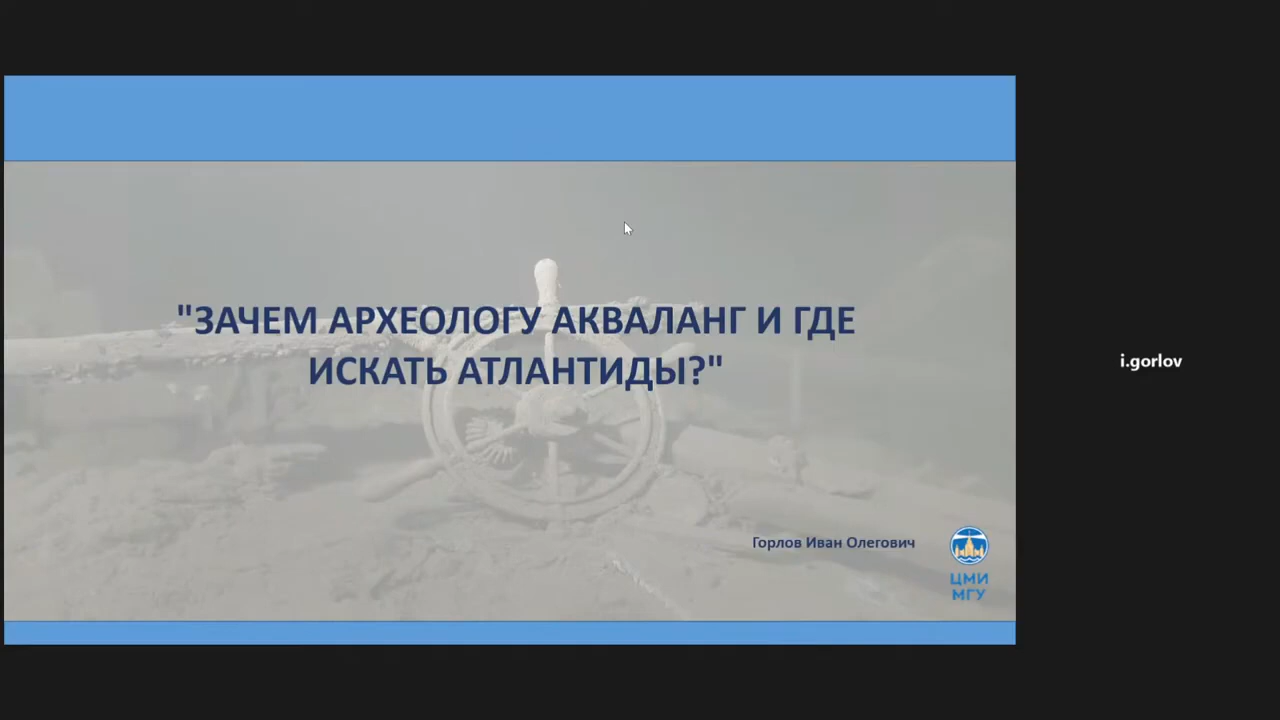 "ЗАЧЕМ АРХЕОЛОГУ АКВАЛАНГ И ГДЕ
ИСКАТЬ АТЛАНТИДЫ?"
i.gorlov
Горлов Иван Олегович
ЦМИ
МГУ